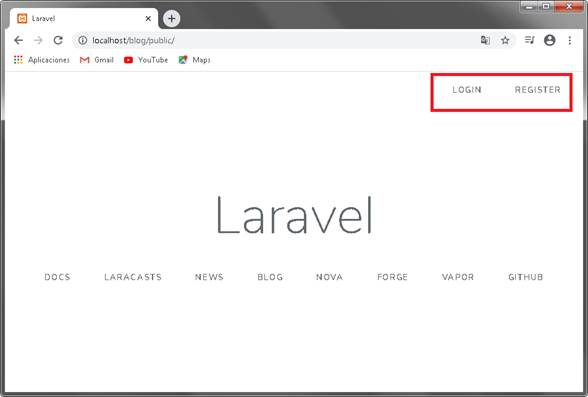 Laravel
localhost/blog/public/
Aplicaciones Gmail YouTube Maps
LOGIN REGISTER
Laravel
DOCS LARACASTS NEWS BLOG NOVA FORGE VAPOR GITHUB